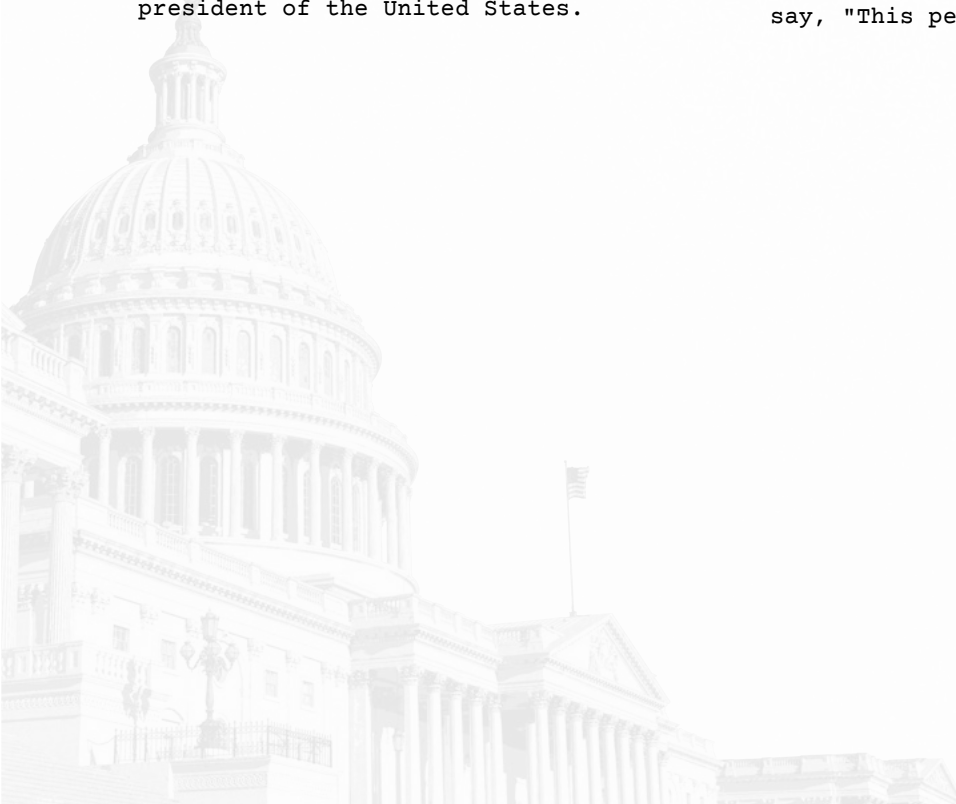 president of the United States.
say, "This pe